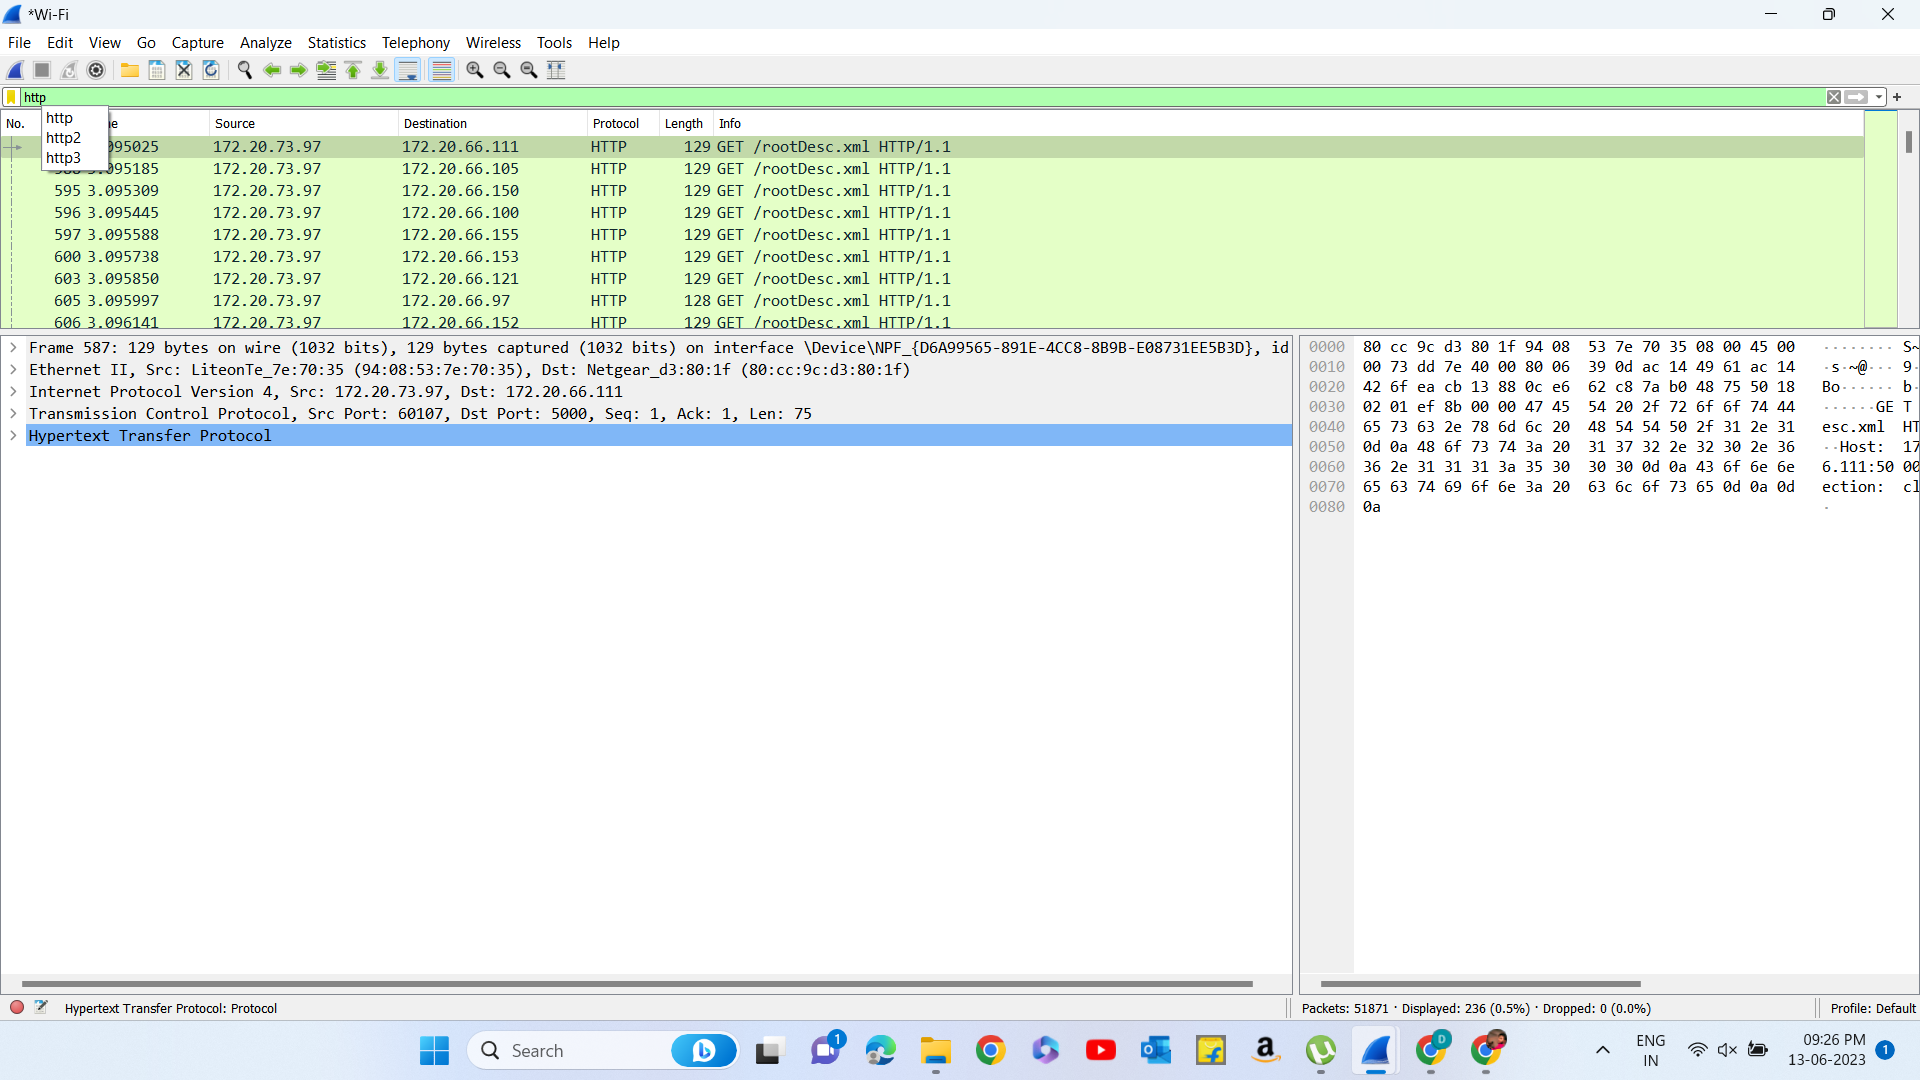 *Wi-Fi
File Edit View Go Capture Analyze Statistics Telephony Wireless Tools Help
http
http
http2
http3
No. Source Destination Protocol Length Info
095025 172.20.73.97 172.20.66.111 HTTP 129 GET /rootDesc.xml HTTP/1.1
.095185 172.20.73.97 172.20.66.105 HTTP 129 GET /rootDesc.xml HTTP/1.1
595 3.095309 172.20.73.97 172.20.66.150 HTTP 129 GET /rootDesc.xml HTTP/1.1
596 3.095445 172.20.73.97 172.20.66.100 HTTP 129 GET /rootDesc.xml HTTP/1.1
597 3.095588 172.20.73.97 172.20.66.155 HTTP 129 GET /rootDesc.xml HTTP/1.1
600 3.095738 172.20.73.97 172.20.66.153 HTTP 129 GET /rootDesc.xml HTTP/1.1
603 3.095850 172.20.73.97 172.20.66.121 HTTP 129 GET /rootDesc.xml HTTP/1.1
605 3.095997 172.20.73.97 172.20.66.97 HTTP 128 GET /rootDesc.xml HTTP/1.1
606 3.096141 172.20.73.97 172.20.66.152 HTTP 129 GET /rootDesc.xml HTTP/1.1
Frame 587: 129 bytes on wire (1032 bits), 129 bytes captured (1032 bits) on interface \Device\NPF_{D6A99565-891E-4CC8-8B9B-E08731EE5B3D}, id
Ethernet II, Src: LiteonTe_7e:70:35 (94:08:53:7e:70:35), Dst: Netgear_d3:80:1f (80:cc:9c:d3:80:1f)
Internet Protocol Version 4, Src: 172.20.73.97, Dst: 172.20.66.111
Transmission Control Protocol, Src Port: 60107, Dst Port: 5000, Seq: 1, Ack: 1, Len: 75
Hypertext Transfer Protocol
0000 80 cc 9c d3 80 1f 94 08 53 7e 70 35 08 00 45 00 ········ S~
0010 00 73 dd 7e 40 00 80 06 39 0d ac 14 49 61 ac 14 ·s·~@··· 9·
0020 42 6f ea cb 13 88 0c e6 62 c8 7a b0 48 75 50 18 Bo······ b·
0030 02 01 ef 8b 00 00 47 45 54 20 2f 72 6f 6f 74 44 ······GE T
0040 65 73 63 2e 78 6d 6c 20 48 54 54 50 2f 31 2e 31 esc.xml HT
0050 0d 0a 48 6f 73 74 3a 20 31 37 32 2e 32 30 2e 36 ··Host: 17
0060 36 2e 31 31 31 3a 35 30 30 30 0d 0a 43 6f 6e 6e 6.111:50 00
0070 65 63 74 69 6f 6e 3a 20 63 6c 6f 73 65 0d 0a 0d ection: cl
0080 0a ·
Hypertext Transfer Protocol: Protocol
Packets: 51871 · Displayed: 236 (0.5%) · Dropped: 0 (0.0%)
Profile: Default
Search
1
D
ENG
IN
09:26 PM
13-06-2023
1